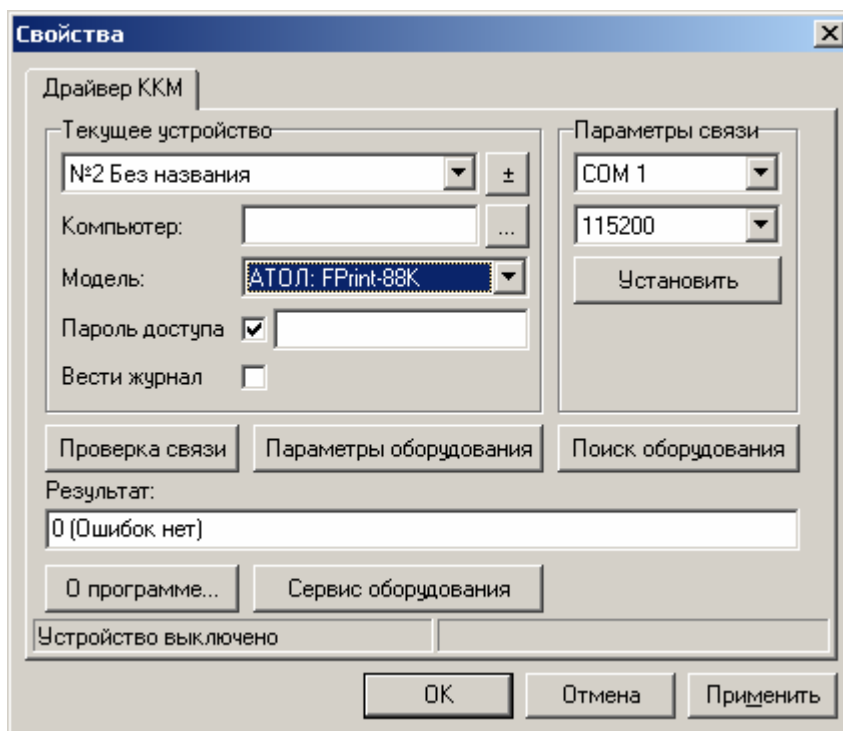 Свойства
Драйвер ККМ
Текущее устройство
№2 Без названия
±
Компьютер:
...
Модель:
АТОЛ: FPrint-88K
Пароль доступа
Вести журнал
Параметры связи
COM 1
115200
Установить
Проверка связи
Параметры оборудования
Поиск оборудования
Результат:
0 (Ошибок нет)
О программе...
Сервис оборудования
Устройство выключено
OK
Отмена
Применить